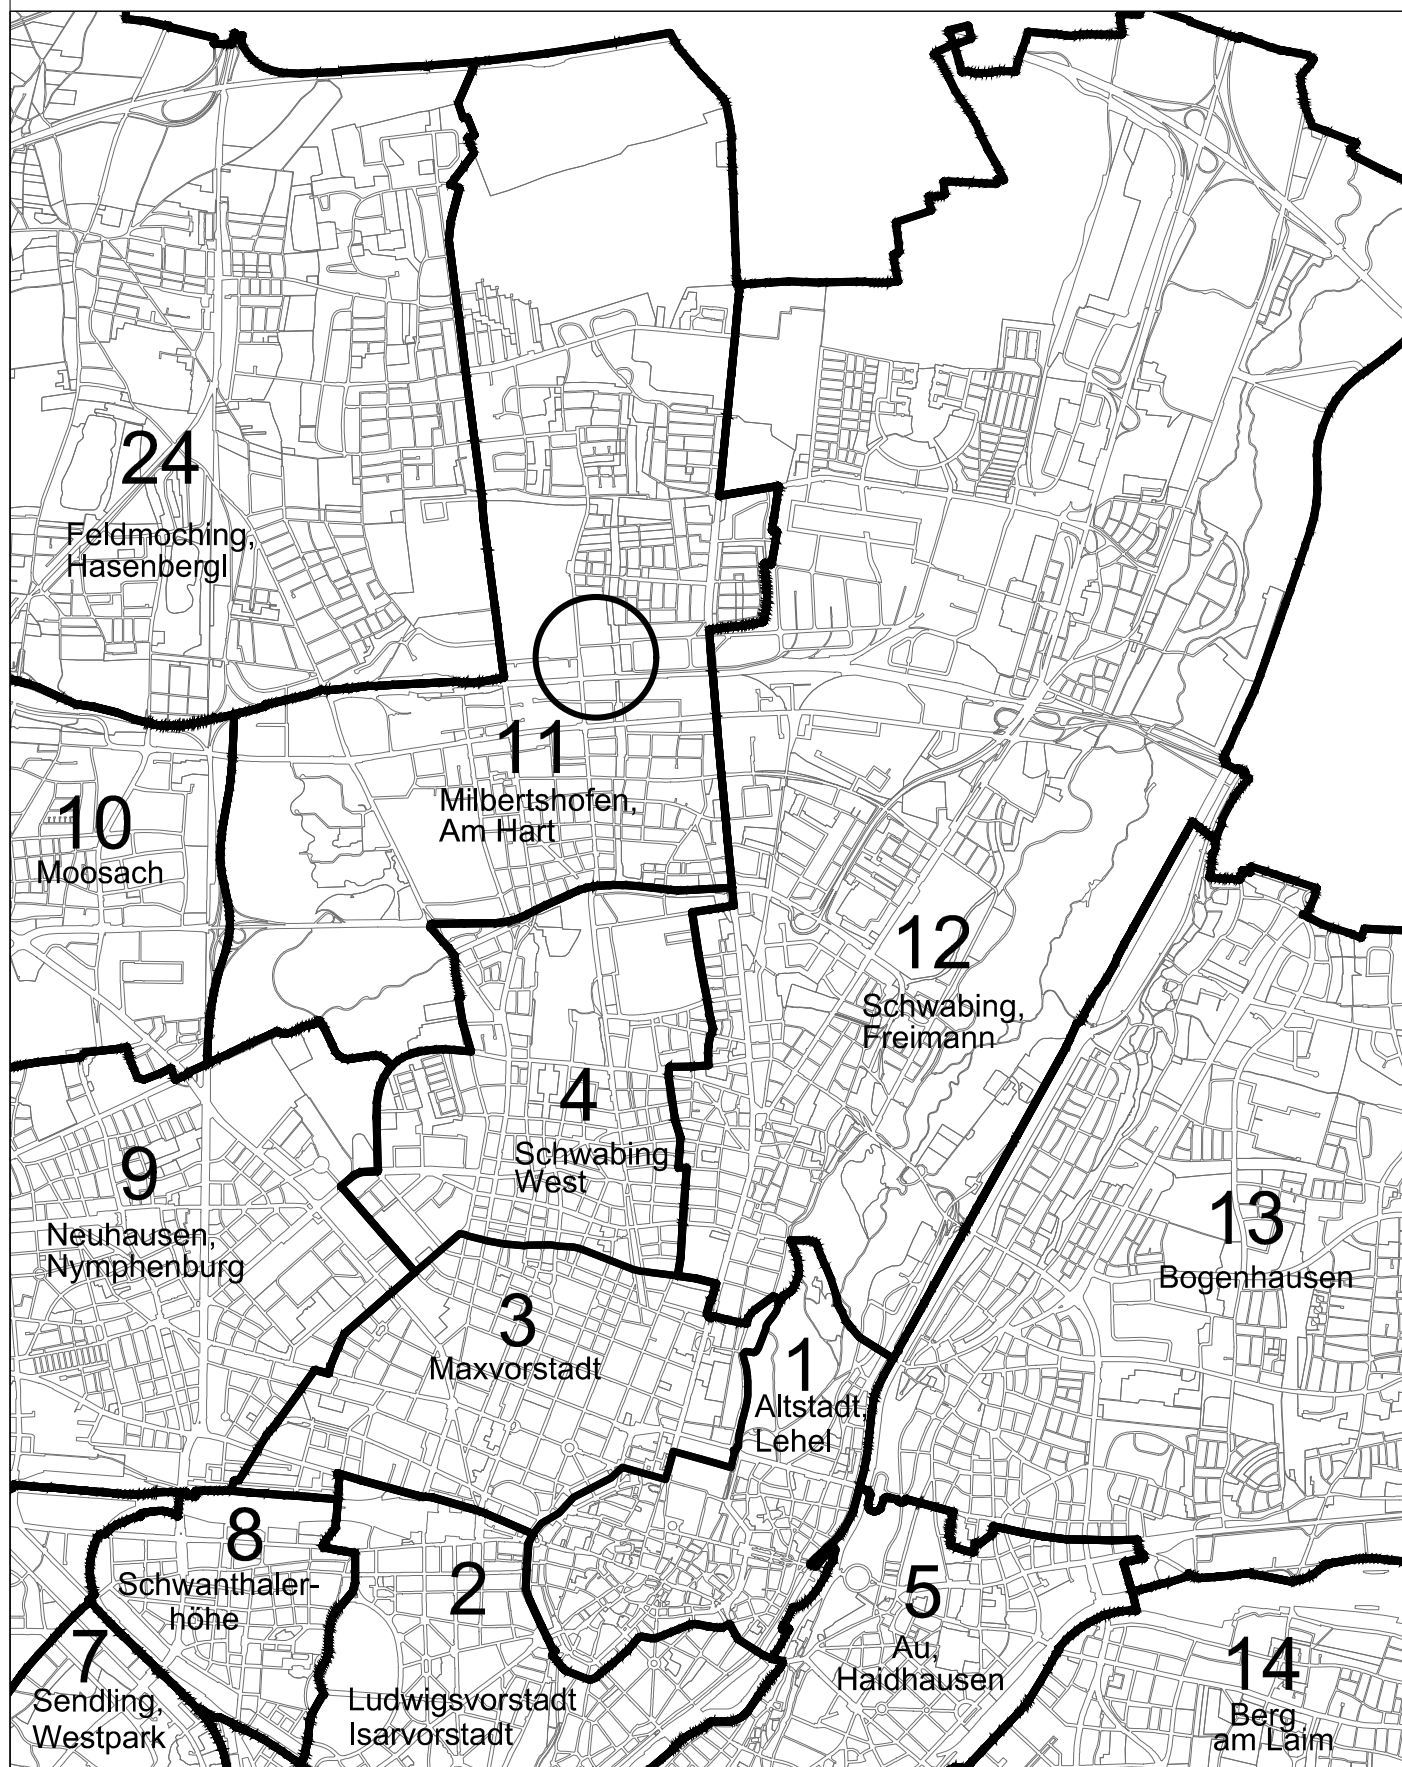 24
Feldmoching,
Hasenbergl
11
Milbertshofen,
Am Hart
10
Moosach
12
Schwabing,
Freimann
4
Schwabing
West
9
Neuhausen,
Nymphenburg
13
Bogenhausen
3
Maxvorstadt
1
Altstadt,
Lehel
8
Schwanthaler-
höhe
2
Ludwigsvorstadt
Isarvorstadt
5
Au,
Haidhausen
7
Sendling,
Westpark
14
Berg
am Laim